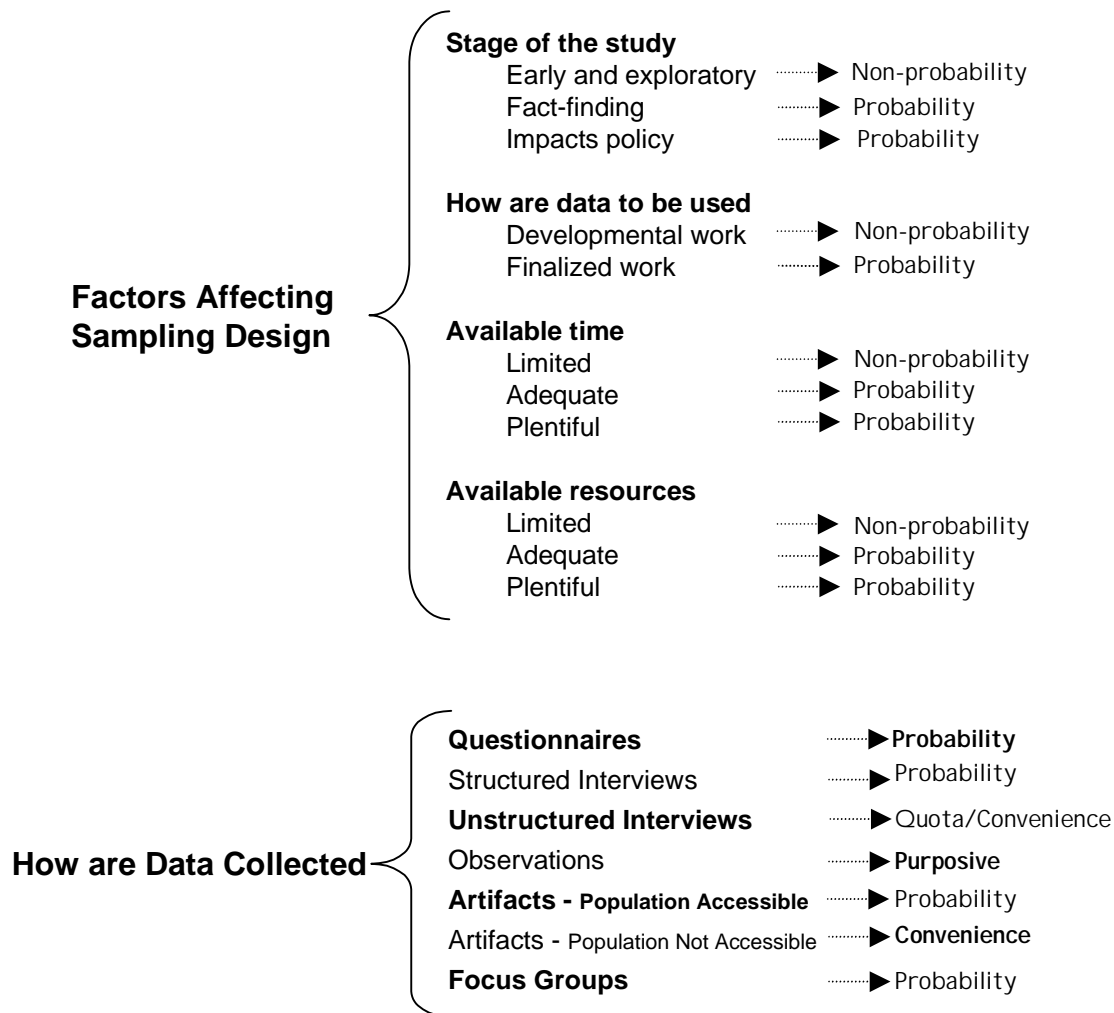 Stage of the study
Early and exploratory Non-probability
Fact-finding Probability
Impacts policy Probability
How are data to be used
Developmental work Non-probability
Finalized work Probability
Factors Affecting
Sampling Design
Available time
Limited Non-probability
Adequate Probability
Plentiful Probability
Available resources
Limited Non-probability
Adequate Probability
Plentiful Probability
How are Data Collected
Questionnaires Probability
Structured Interviews Probability
Unstructured Interviews Quota/Convenience
Observations Purposive
Artifacts - Population Accessible Probability
Artifacts - Population Not Accessible Convenience
Focus Groups Probability